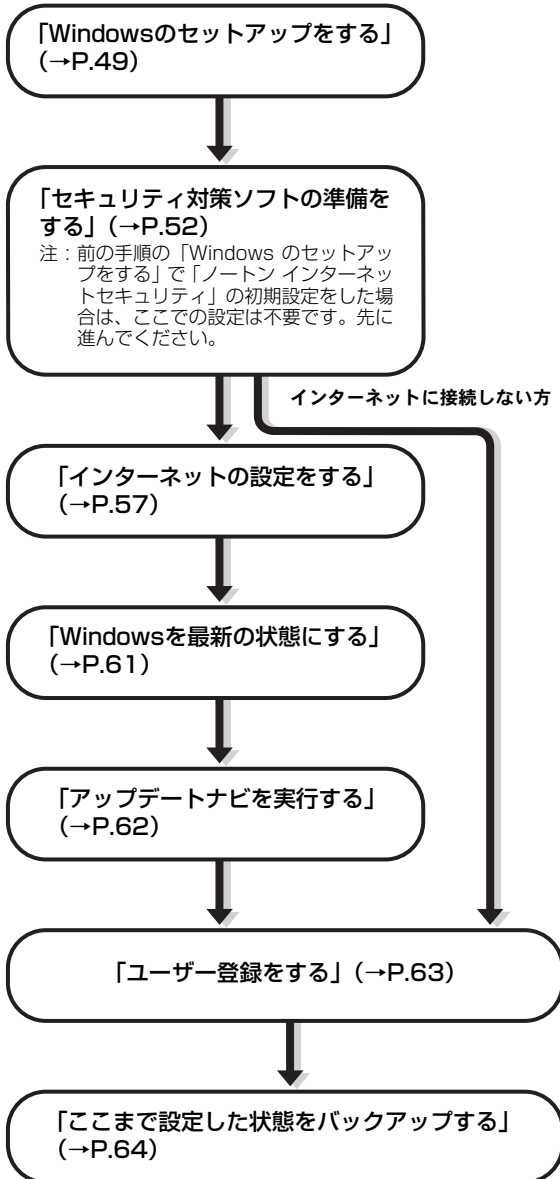 「Windowsのセットアップをする」
（→P.49）
「セキュリティ対策ソフトの準備を
する」（→P.52）
注：前の手順の「Windows のセットアッ
プをする」で「ノートン インターネッ
トセキュリティ」の初期設定をした場
合は、ここでの設定は不要です。先に
進んでください。
インターネットに接続しない方
「インターネットの設定をする」
（→P.57）
「Windowsを最新の状態にする」
（→P.61）
「アップデートナビを実行する」
（→P.62）
「ユーザー登録をする」（→P.63）
「ここまで設定した状態をバックアップする」
（→P.64）